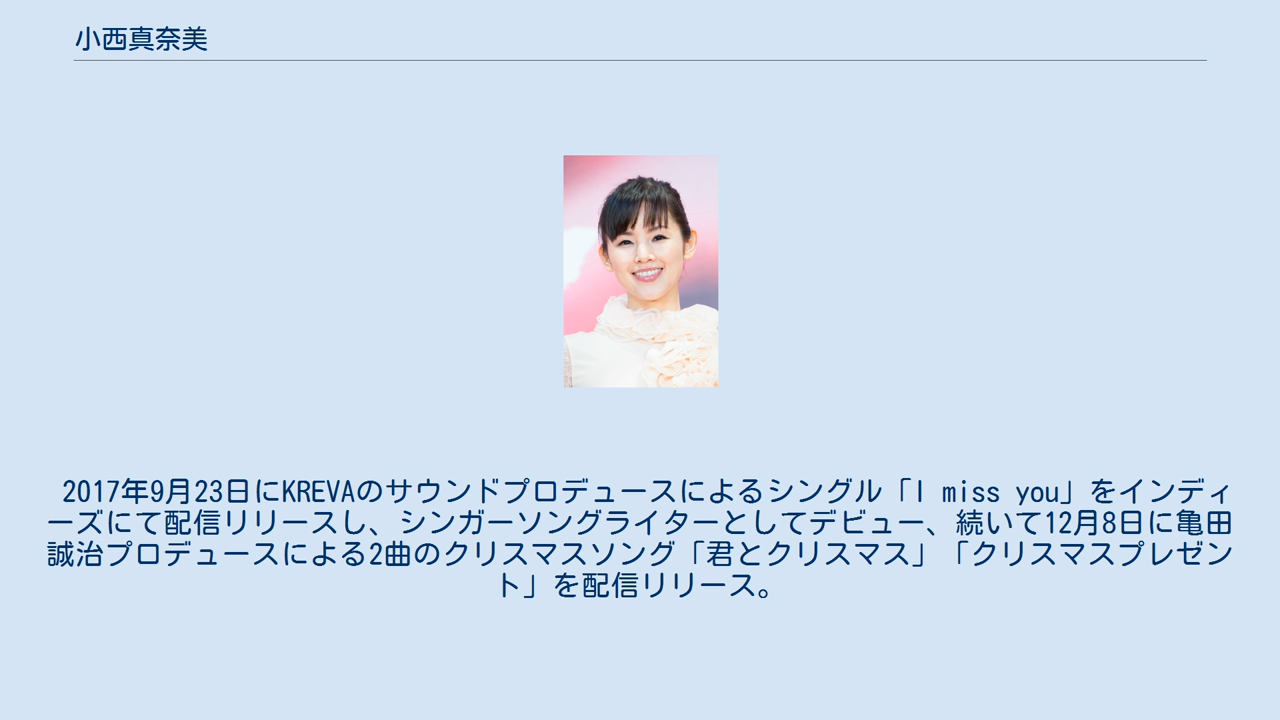 小西真奈美
2017年9月23日にKREVAのサウンドプロデュースによるシングル「I miss you」をインディ
ーズにて配信リリースし、シンガーソングライターとしてデビュー、続いて12月8日に亀田
誠治プロデュースによる2曲のクリスマスソング「君とクリスマス」「クリスマスプレゼン
ト」を配信リリース。